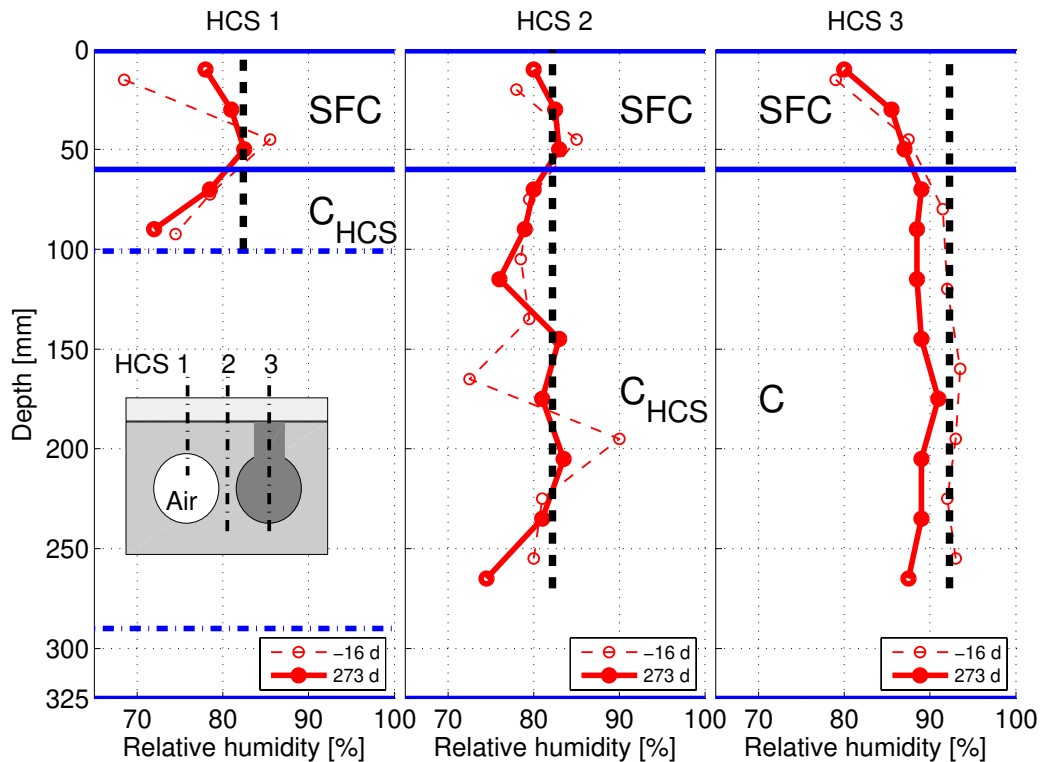 HCS 1
HCS 2
HCS 3
0
50
100
150
200
250
300
325
Depth [mm]
SFC
C HCS
HCS 1 2 3
Air
−16 d
273 d
70 80 90 100
Relative humidity [%]
SFC
C HCS
−16 d
273 d
70 80 90 100
Relative humidity [%]
SFC
C
−16 d
273 d
70 80 90 100
Relative humidity [%]